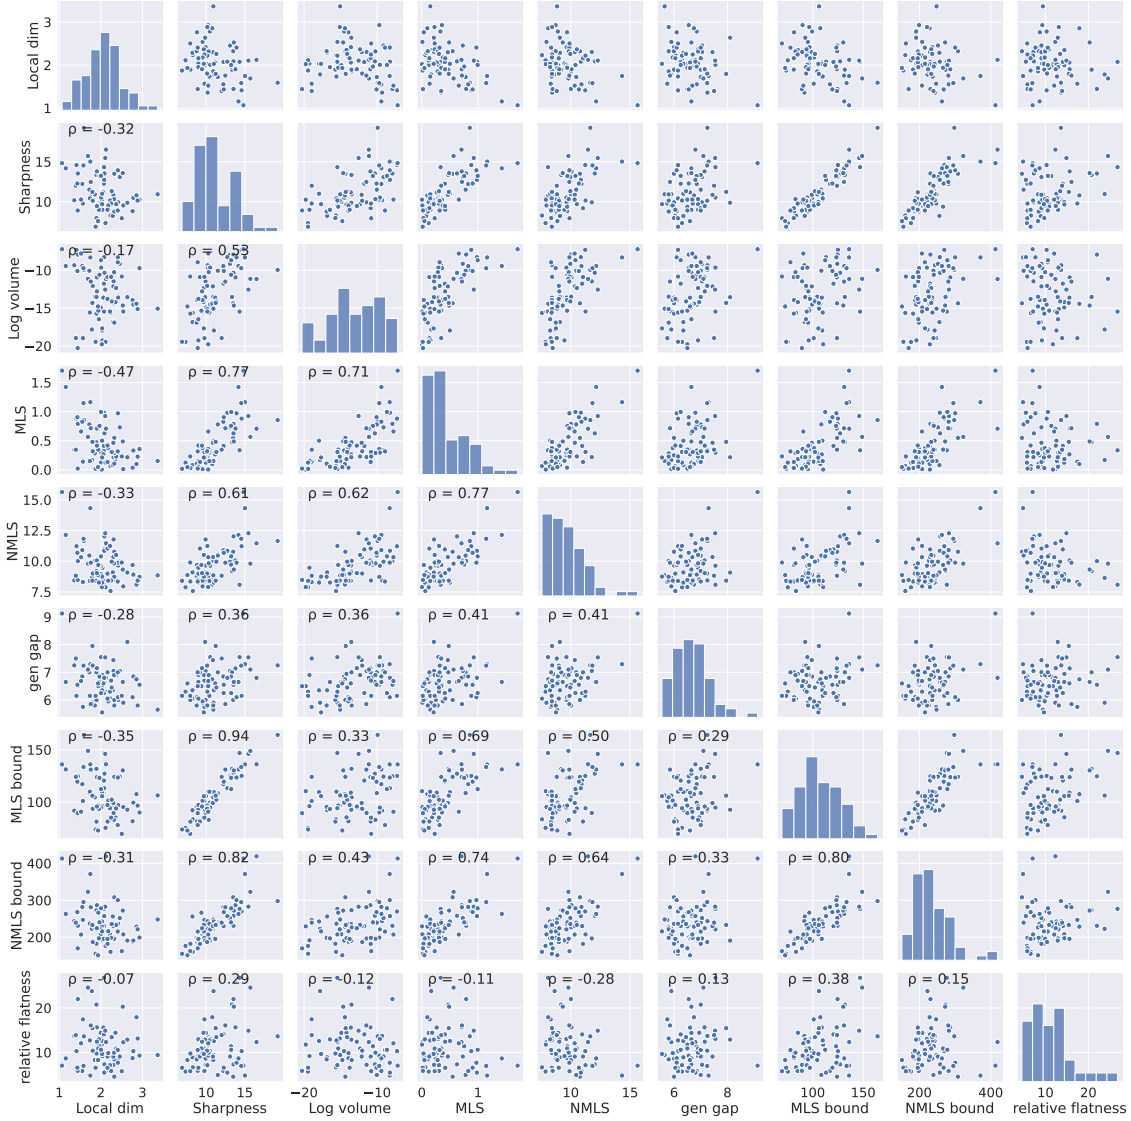 Local dim
3
2
1
ρ = -0.32
Sharpness
15
10
ρ = -0.17
ρ = 0.53
Log volume
−10
−15
−20
ρ = -0.47
ρ = 0.77
ρ = 0.71
MLS
1.5
1.0
0.5
0.0
ρ = -0.33
ρ = 0.61
ρ = 0.62
ρ = 0.77
NMLS
15.0
12.5
10.0
7.5
ρ = -0.28
ρ = 0.36
ρ = 0.36
ρ = 0.41
ρ = 0.41
gen gap
9
8
7
6
ρ = -0.35
ρ = 0.94
ρ = 0.33
ρ = 0.69
ρ = 0.50
ρ = 0.29
MLS bound
150
100
ρ = -0.31
ρ = 0.82
ρ = 0.43
ρ = 0.74
ρ = 0.64
ρ = 0.33
ρ = 0.80
NMLS bound
400
300
200
ρ = -0.07
ρ = 0.29
ρ = -0.12
ρ = -0.11
ρ = -0.28
ρ = 0.13
ρ = 0.38
ρ = 0.15
relative flatness
20
10
1 2 3
10 15
−20 −10
0 1
10 15
6 8
100 150
200 400
10 20
Local dim
Sharpness
Log volume
MLS
NMLS
gen gap
MLS bound
NMLS bound
relative flatness